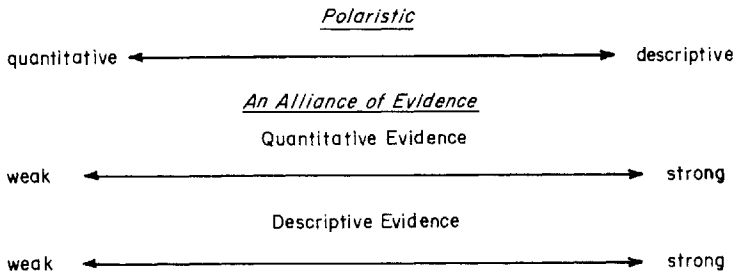 Polaristic
quantitative descriptive
An Alliance of Evidence
Quantitative Evidence
weak strong
Descriptive Evidence
weak strong